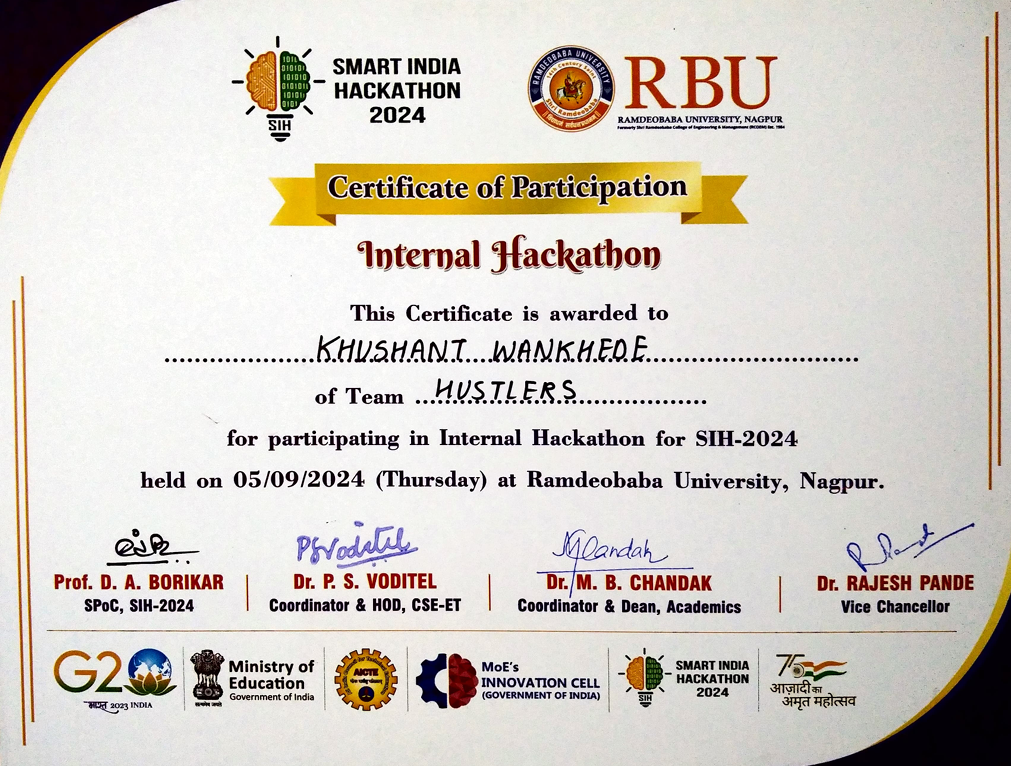 SMART INDIA
HACKATHON
2024
SIH
RAMDEOBABA UNIVERSITY
Shri Ramdeobaba
RBU
RAMDEOBABA UNIVERSITY, NAGPUR
Formerly Shri Ramdeobaba College of Engineering & Management (RCOEM) Est. 1984
Certificate of Participation
Internal Hackathon
This Certificate is awarded to
KHUSHANT WANKHEDE
of Team HUSTLERS
for participating in Internal Hackathon for SIH-2024
held on 05/09/2024 (Thursday) at Ramdeobaba University, Nagpur.
PSVoditel
MChandak
Prof. D. A. BORIKAR
SPoC, SIH-2024
Dr. P. S. VODITEL
Coordinator & HOD, CSE-ET
Dr. M. B. CHANDAK
Coordinator & Dean, Academics
Dr. RAJESH PANDE
Vice Chancellor
G20
भारत 2023 INDIA
सत्यमेव जयते
Ministry of
Education
Government of India
AICTE
MoE's
INNOVATION CELL
(GOVERNMENT OF INDIA)
SIH
SMART INDIA
HACKATHON
2024
75
आज़ादी का
अमृत महोत्सव